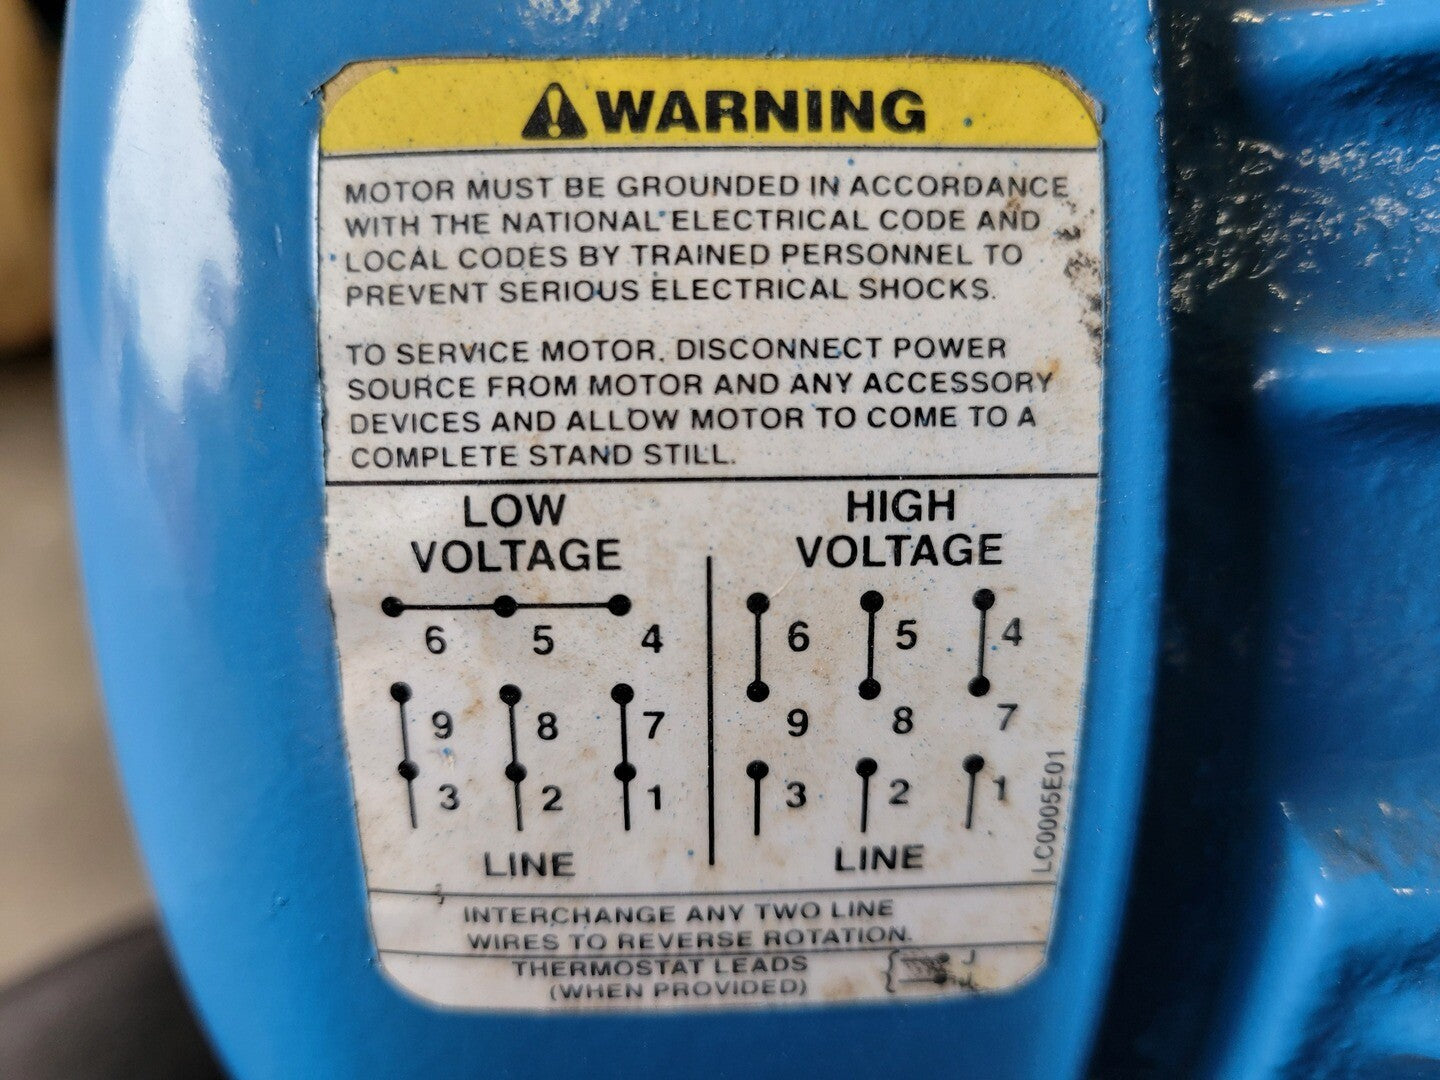 WARNING
MOTOR MUST BE GROUNDED IN ACCORDANCE
WITH THE NATIONAL ELECTRICAL CODE AND
LOCAL CODES BY TRAINED PERSONNEL TO
PREVENT SERIOUS ELECTRICAL SHOCKS.
TO SERVICE MOTOR. DISCONNECT POWER
SOURCE FROM MOTOR AND ANY ACCESSORY
DEVICES AND ALLOW MOTOR TO COME TO A
COMPLETE STAND STILL.
LOW
VOLTAGE
6 5 4
9 8 7
3 2 1
LINE
HIGH
VOLTAGE
6 5 4
9 8 7
3 2 1
LINE
LC0005E01
INTERCHANGE ANY TWO LINE
WIRES TO REVERSE ROTATION.
THERMOSTAT LEADS
(WHEN PROVIDED)
J